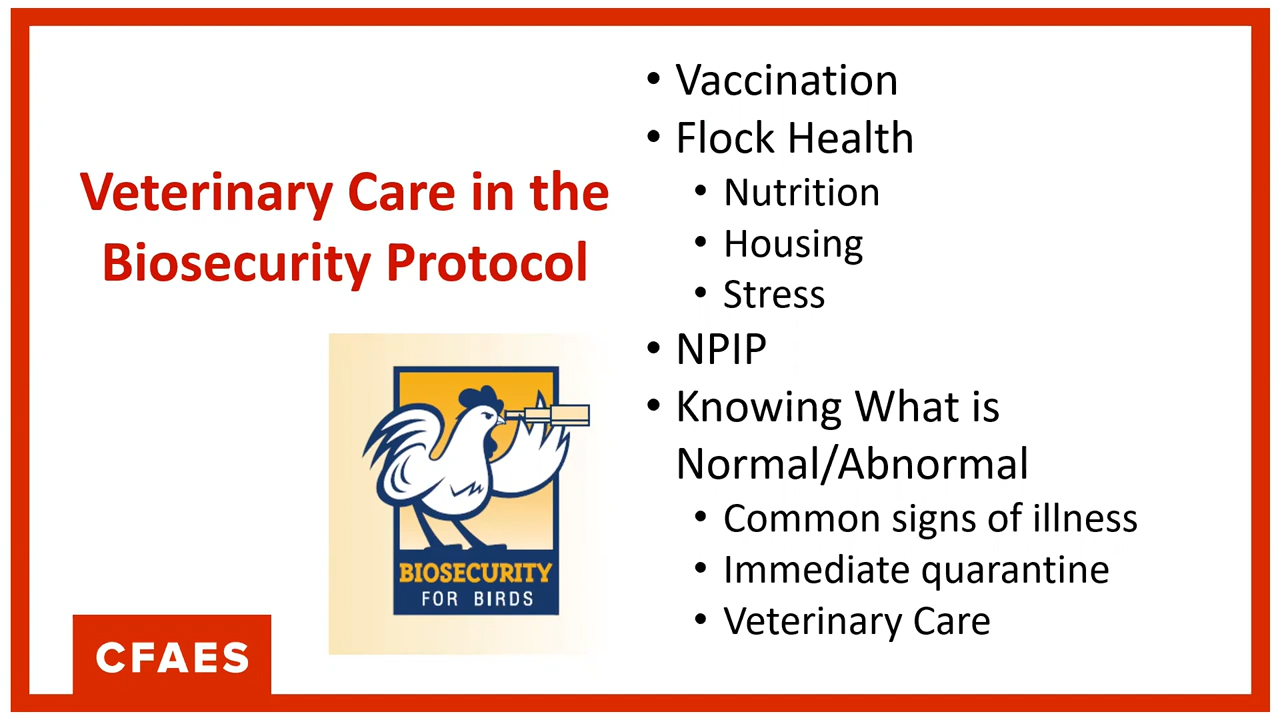 Veterinary Care in the
Biosecurity Protocol
BIOSECURITY
FOR BIRDS
CFAES
• Vaccination
• Flock Health
• Nutrition
• Housing
• Stress
• NPIP
• Knowing What is
Normal/Abnormal
• Common signs of illness
• Immediate quarantine
• Veterinary Care